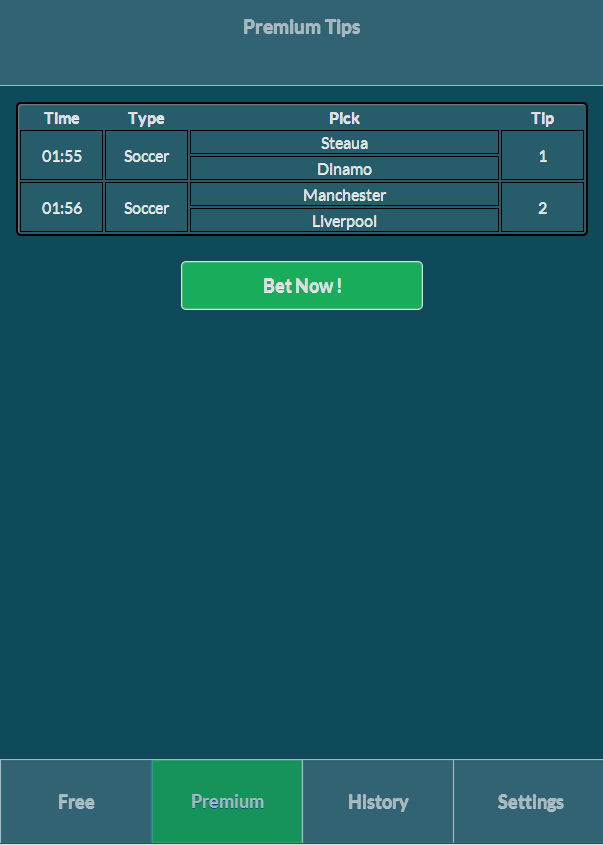 Premium Tips
Time Type Pick Tip
01:55 Soccer Steaua 1
Dinamo
01:56 Soccer Manchester 2
Liverpool
Bet Now !
Free Premium History Settings